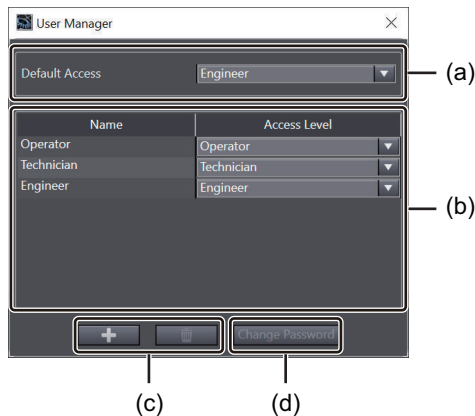 User Manager
Default Access Engineer (a)
Name Access Level
Operator Operator
Technician Technician
Engineer Engineer
(b)
Change Password
(c) (d)